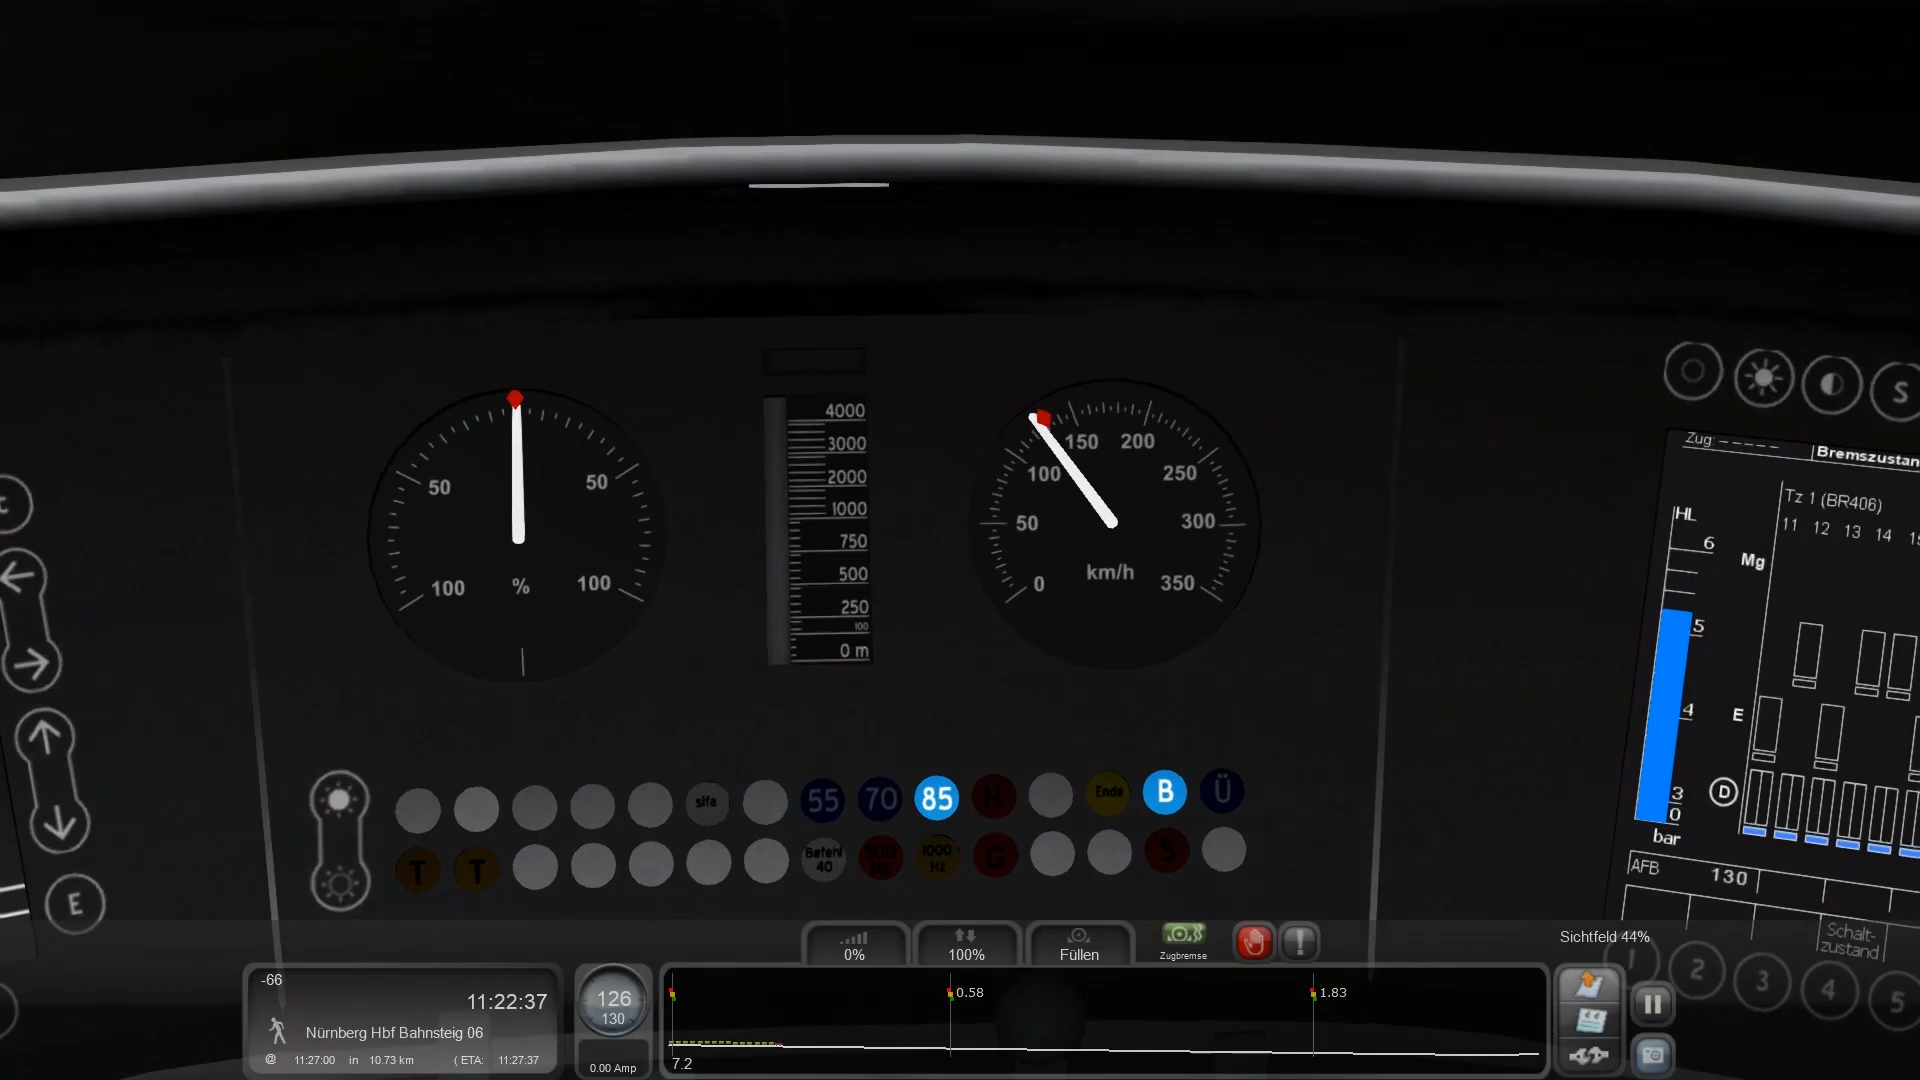 50
50
100
%
100
4000
3000
2000
1000
750
500
250
100
0 m
150
200
100
250
50
300
0
km/h
350
S
Zug: - - - - -
Bremszustan
Tz 1 (BR406)
11 12 13 14
HL
6
Mg
5
4
E
D
3
0
bar
AFB
130
Schalt-
zustand
E
sifa
55
70
85
H
Ende
B
Ü
T
T
Befehl
40
500
Hz
1000
Hz
G
S
0%
100%
Füllen
Zugbremse
Sichtfeld 44%
1
2
3
4
5
-66
11:22:37
Nürnberg Hbf Bahnsteig 06
@ 11:27:00 in 10.73 km ( ETA: 11:27:37
126
130
0.00 Amp
0.58
1.83
7.2